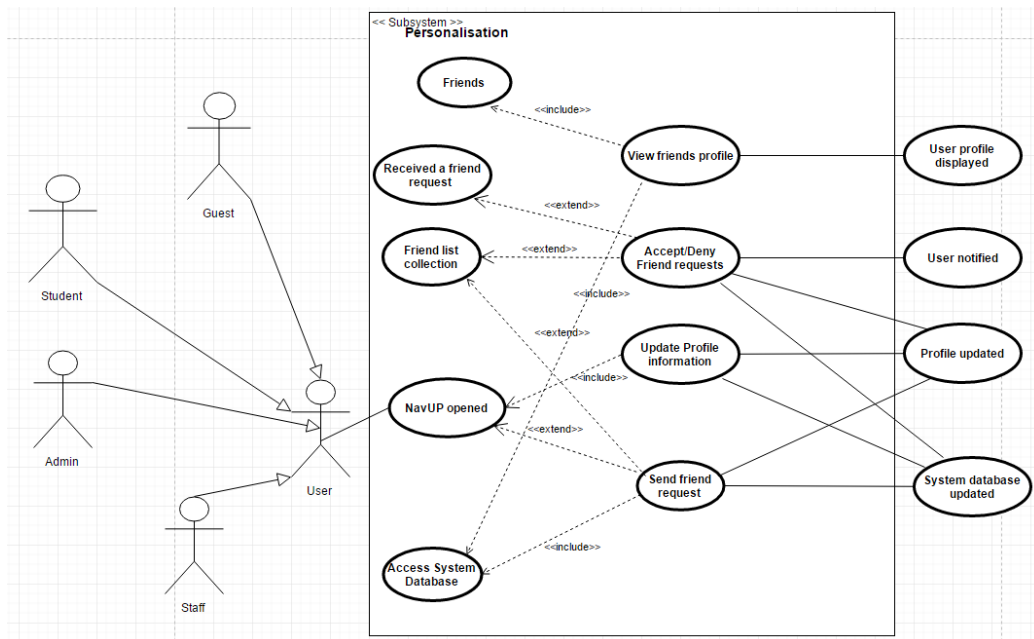 << Subsystem >>
Personalisation
Friends
<<include>>
View friends profile
User profile
displayed
Received a friend
request
<<extend>>
Guest
Friend list
collection
<<extend>>
Accept/Deny
Friend requests
User notified
Student
<<include>>
<<extend>>
Update Profile
information
Profile updated
<<include>>
NavUP opened
<<extend>>
Admin
User
Send friend
request
System database
updated
<<include>>
Access System
Database
Staff